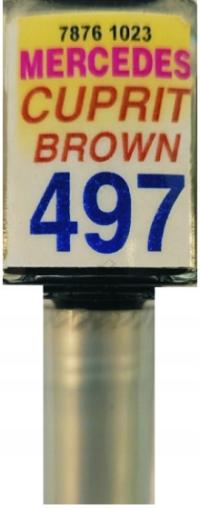 7876 1023
MERCEDES
CUPRIT
BROWN
497